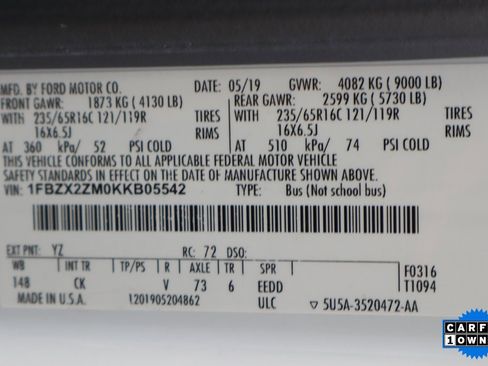 MFD. BY FORD MOTOR CO. DATE: 05/19 GVWR: 4082 KG (9000 LB)
FRONT GAWR: 1873 KG (4130 LB) REAR GAWR: 2599 KG (5730 LB)
WITH 235/65R16C 121/119R TIRES WITH 235/65R16C 121/119R TIRES
16X6.5J RIMS 16X6.5J RIMS
AT 360 kPa/ 52 PSI COLD AT 510 kPa/ 74 PSI COLD
THIS VEHICLE CONFORMS TO ALL APPLICABLE FEDERAL MOTOR VEHICLE
SAFETY STANDARDS IN EFFECT ON THE DATE OF MANUFACTURE SHOWN ABOVE.
VIN: 1FBZX2ZM0KKB05542 TYPE: Bus (Not school bus)
EXT PNT: YZ RC: 72 DSO:
WB INT TR TP/PS R AXLE TR SPR F0316
148 CK V 73 6 EEDD T1094
MADE IN U.S.A. 1201905204862 ULC ▽ 5U5A-3520472-AA
CARF
1 OWN